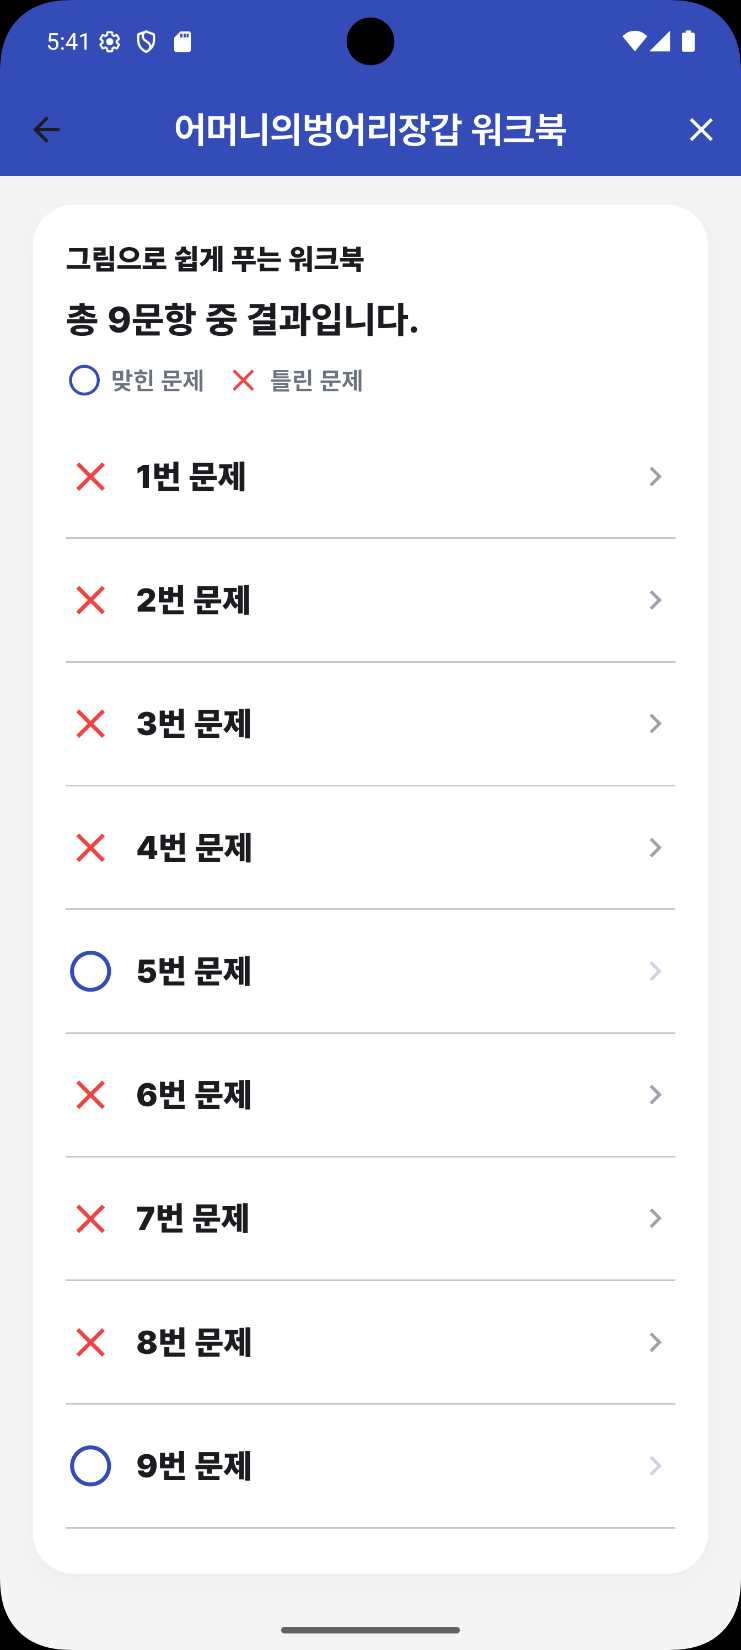 5:41
어머니의벙어리장갑 워크북
그림으로 쉽게 푸는 워크북
총 9문항 중 결과입니다.
맞힌 문제 틀린 문제
1번 문제
2번 문제
3번 문제
4번 문제
5번 문제
6번 문제
7번 문제
8번 문제
9번 문제